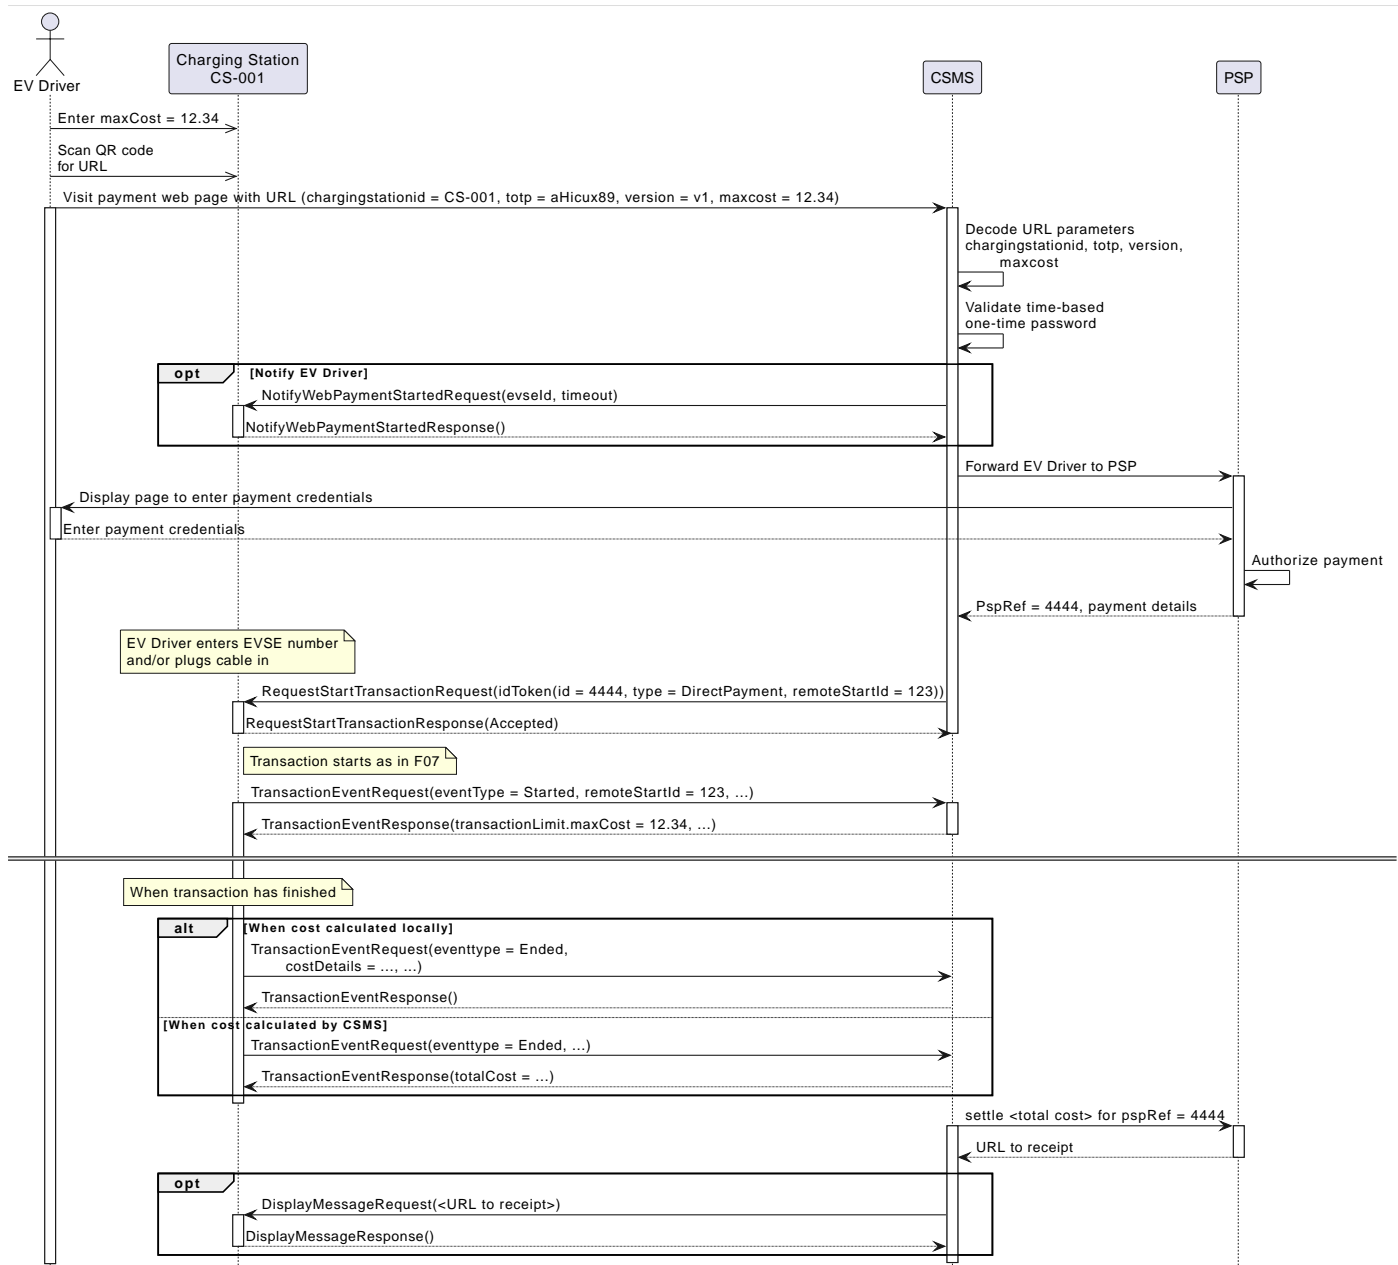 EV Driver
Charging Station
CS-001
CSMS
PSP
Enter maxCost = 12.34
Scan QR code
for URL
Visit payment web page with URL (chargingstationid = CS-001, totp = aHicux89, version = v1, maxcost = 12.34)
Decode URL parameters
chargingstationid, totp, version,
maxcost
Validate time-based
one-time password
opt
[Notify EV Driver]
NotifyWebPaymentStartedRequest(evseId, timeout)
NotifyWebPaymentStartedResponse()
Forward EV Driver to PSP
Display page to enter payment credentials
Enter payment credentials
Authorize payment
PspRef = 4444, payment details
EV Driver enters EVSE number
and/or plugs cable in
RequestStartTransactionRequest(idToken(id = 4444, type = DirectPayment, remoteStartId = 123))
RequestStartTransactionResponse(Accepted)
Transaction starts as in F07
TransactionEventRequest(eventType = Started, remoteStartId = 123, ...)
TransactionEventResponse(transactionLimit.maxCost = 12.34, ...)
When transaction has finished
alt
[When cost calculated locally]
TransactionEventRequest(eventtype = Ended,
costDetails = ..., ...)
TransactionEventResponse()
[When cost calculated by CSMS]
TransactionEventRequest(eventtype = Ended, ...)
TransactionEventResponse(totalCost = ...)
settle <total cost> for pspRef = 4444
URL to receipt
opt
DisplayMessageRequest(<URL to receipt>)
DisplayMessageResponse()